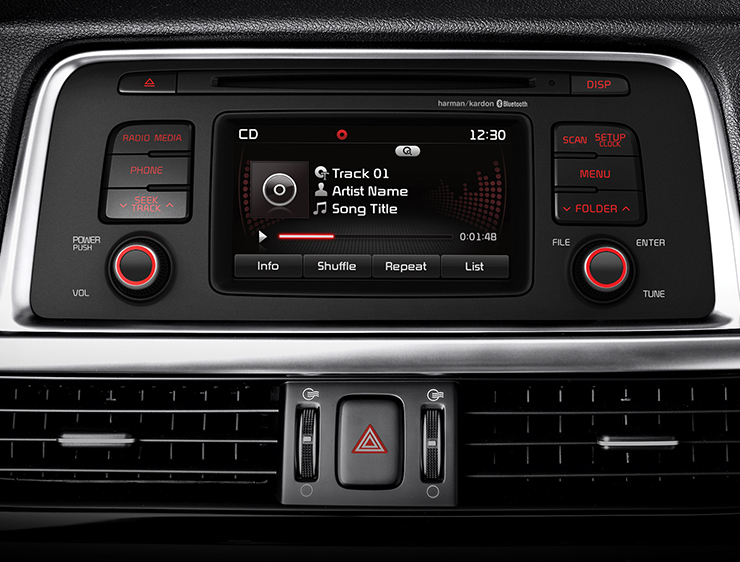 DISP
harman/kardon Bluetooth
RADIO MEDIA
PHONE
SEEK
TRACK
POWER
PUSH
VOL
CD
12:30
Track 01
Artist Name
Song Title
0:01:48
Info
Shuffle
Repeat
List
SCAN
SETUP
CLOCK
MENU
FOLDER
FILE
ENTER
TUNE